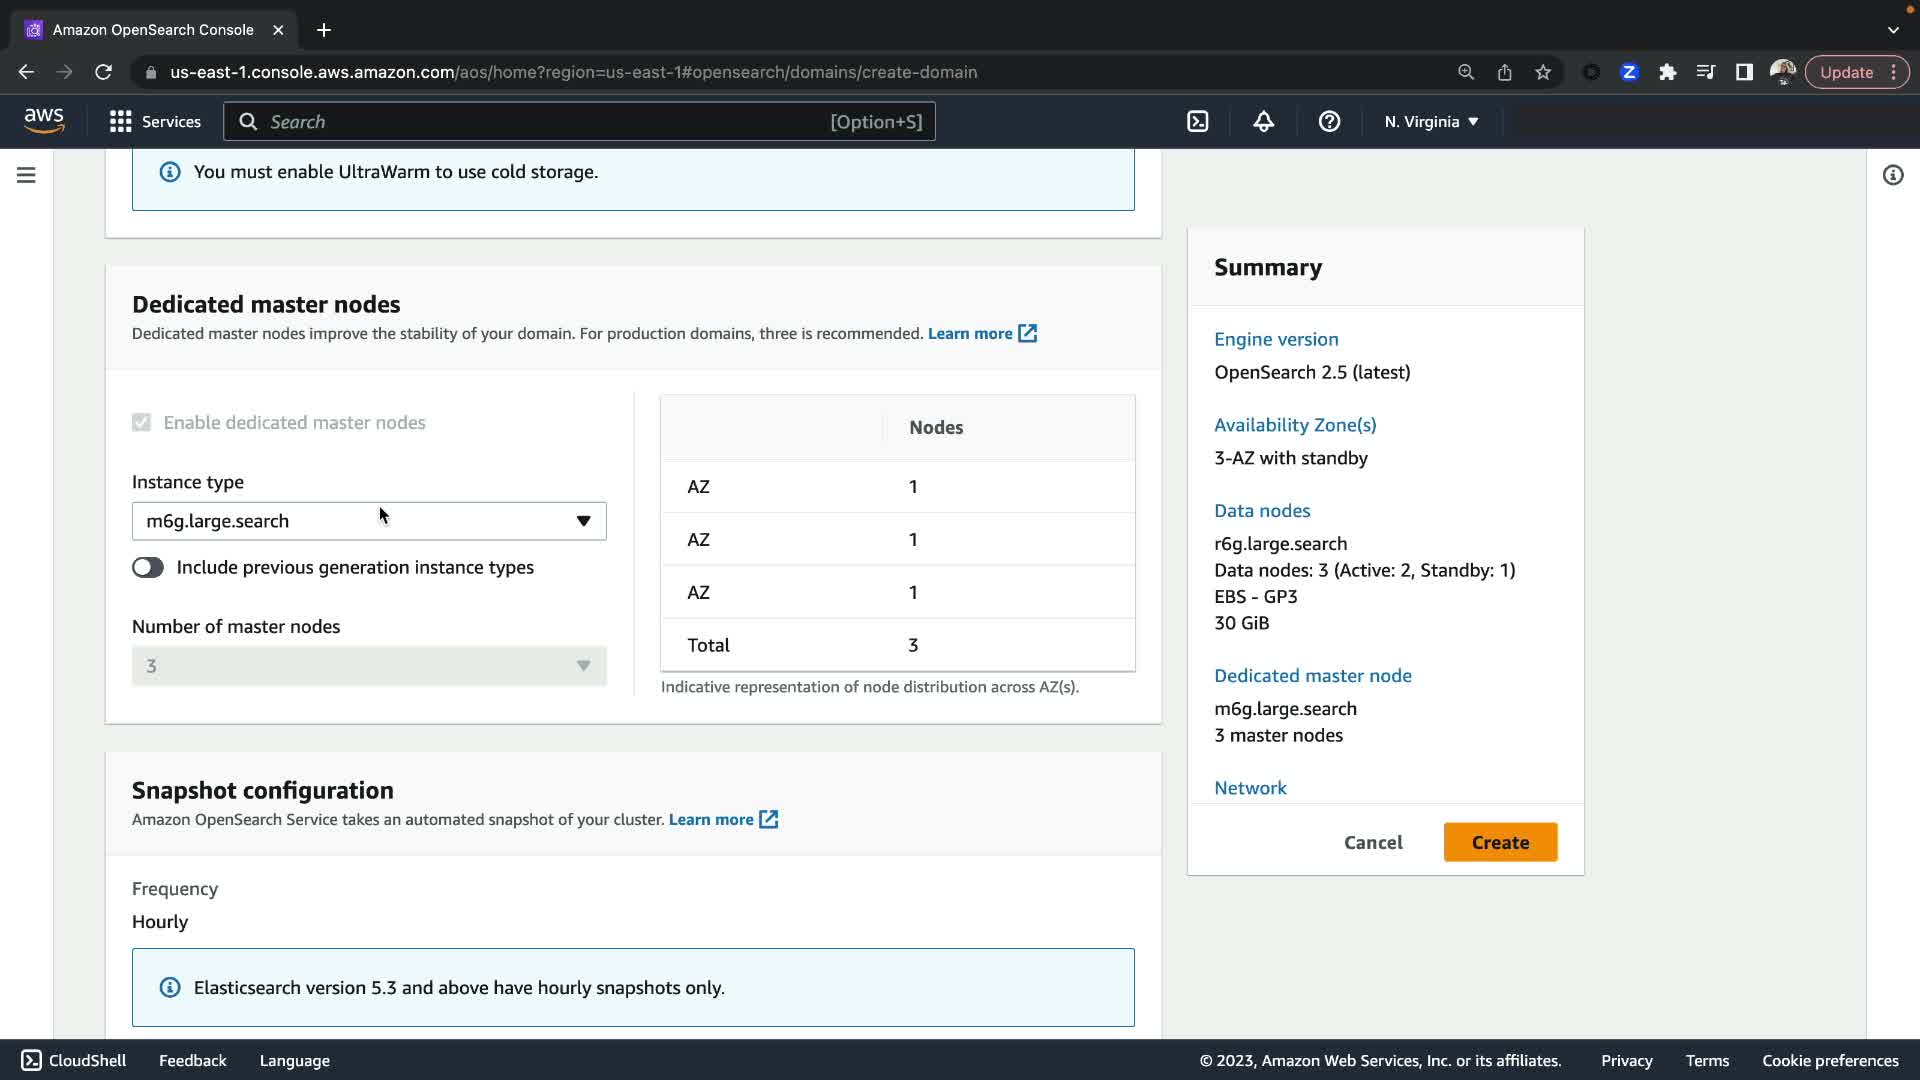 Amazon OpenSearch Console
us-east-1.console.aws.amazon.com/aos/home?region=us-east-1#opensearch/domains/create-domain
Z
Update
aws
Services
Search
[Option+S]
N. Virginia
You must enable UltraWarm to use cold storage.
Dedicated master nodes
Dedicated master nodes improve the stability of your domain. For production domains, three is recommended. Learn more
Enable dedicated master nodes
Instance type
m6g.large.search
Include previous generation instance types
Number of master nodes
3
Nodes
AZ 1
AZ 1
AZ 1
Total 3
Indicative representation of node distribution across AZ(s).
Snapshot configuration
Amazon OpenSearch Service takes an automated snapshot of your cluster. Learn more
Frequency
Hourly
Elasticsearch version 5.3 and above have hourly snapshots only.
Summary
Engine version
OpenSearch 2.5 (latest)
Availability Zone(s)
3-AZ with standby
Data nodes
r6g.large.search
Data nodes: 3 (Active: 2, Standby: 1)
EBS - GP3
30 GiB
Dedicated master node
m6g.large.search
3 master nodes
Network
Cancel
Create
CloudShell
Feedback
Language
© 2023, Amazon Web Services, Inc. or its affiliates.
Privacy
Terms
Cookie preferences